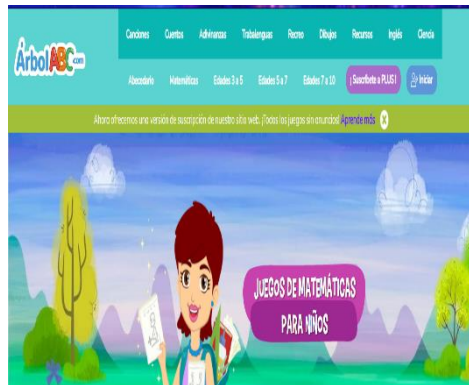 ÁrbolABC.com
Canciones Cuentos Adivinanzas Trabalenguas Recreo Dibujos Recursos Inglés Ciencia
Abecedario Matemáticas Edades 3 a 5 Edades 5 a 7 Edades 7 a 10 ¡Suscríbete a PLUS! Iniciar
Ahora ofrecemos una versión de suscripción de nuestro sitio web. ¡Todos los juegos sin anuncios! Aprende más
JUEGOS DE MATEMÁTICAS
PARA NIÑOS